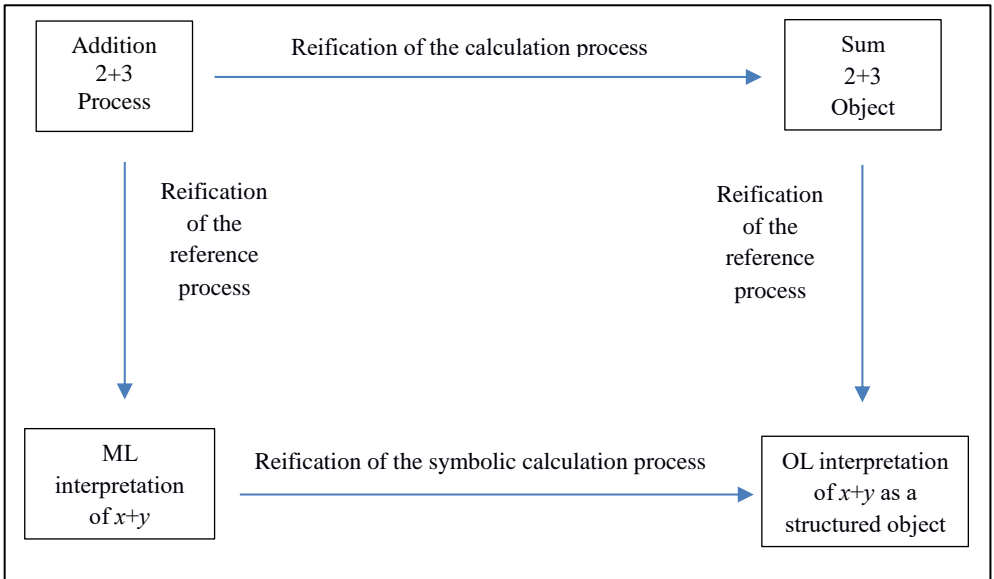 Addition
2+3
Process
Reification of the calculation process
Sum
2+3
Object
Reification
of the
reference
process
Reification
of the
reference
process
ML
interpretation
of x+y
Reification of the symbolic calculation process
OL interpretation
of x+y as a
structured object